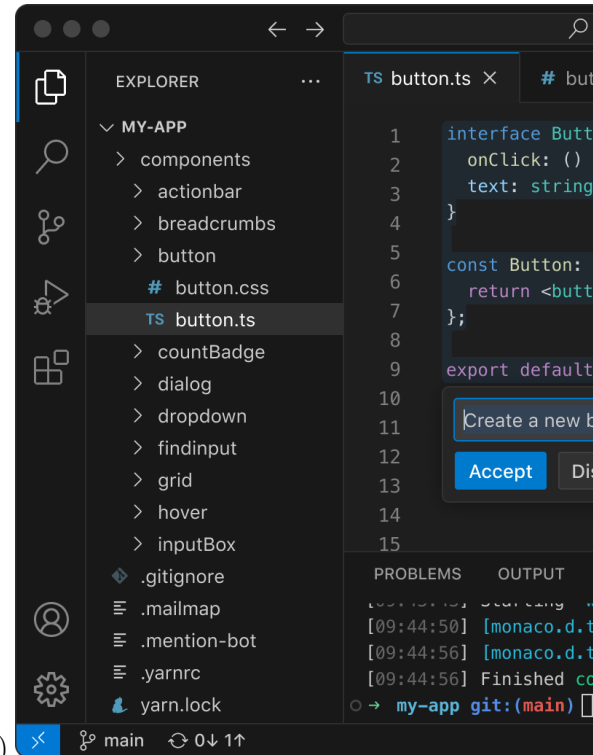 EXPLORER
MY-APP
components
actionbar
breadcrumbs
button
# button.css
TS button.ts
countBadge
dialog
dropdown
findinput
grid
hover
inputBox
.gitignore
.mailmap
.mention-bot
.yarnrc
yarn.lock
TS button.ts
# but
1 interface Butt
2 onClick: ()
3 text: string
4 }
5
6 const Button:
7 return <butt
8 };
9 export default
10
11
12
13
14
15
Create a new b
Accept Dis
PROBLEMS OUTPUT
[09:44:50] [monaco.d.t
[09:44:56] [monaco.d.t
[09:44:56] Finished co
→ my-app git:(main)
main 0↓ 1↑